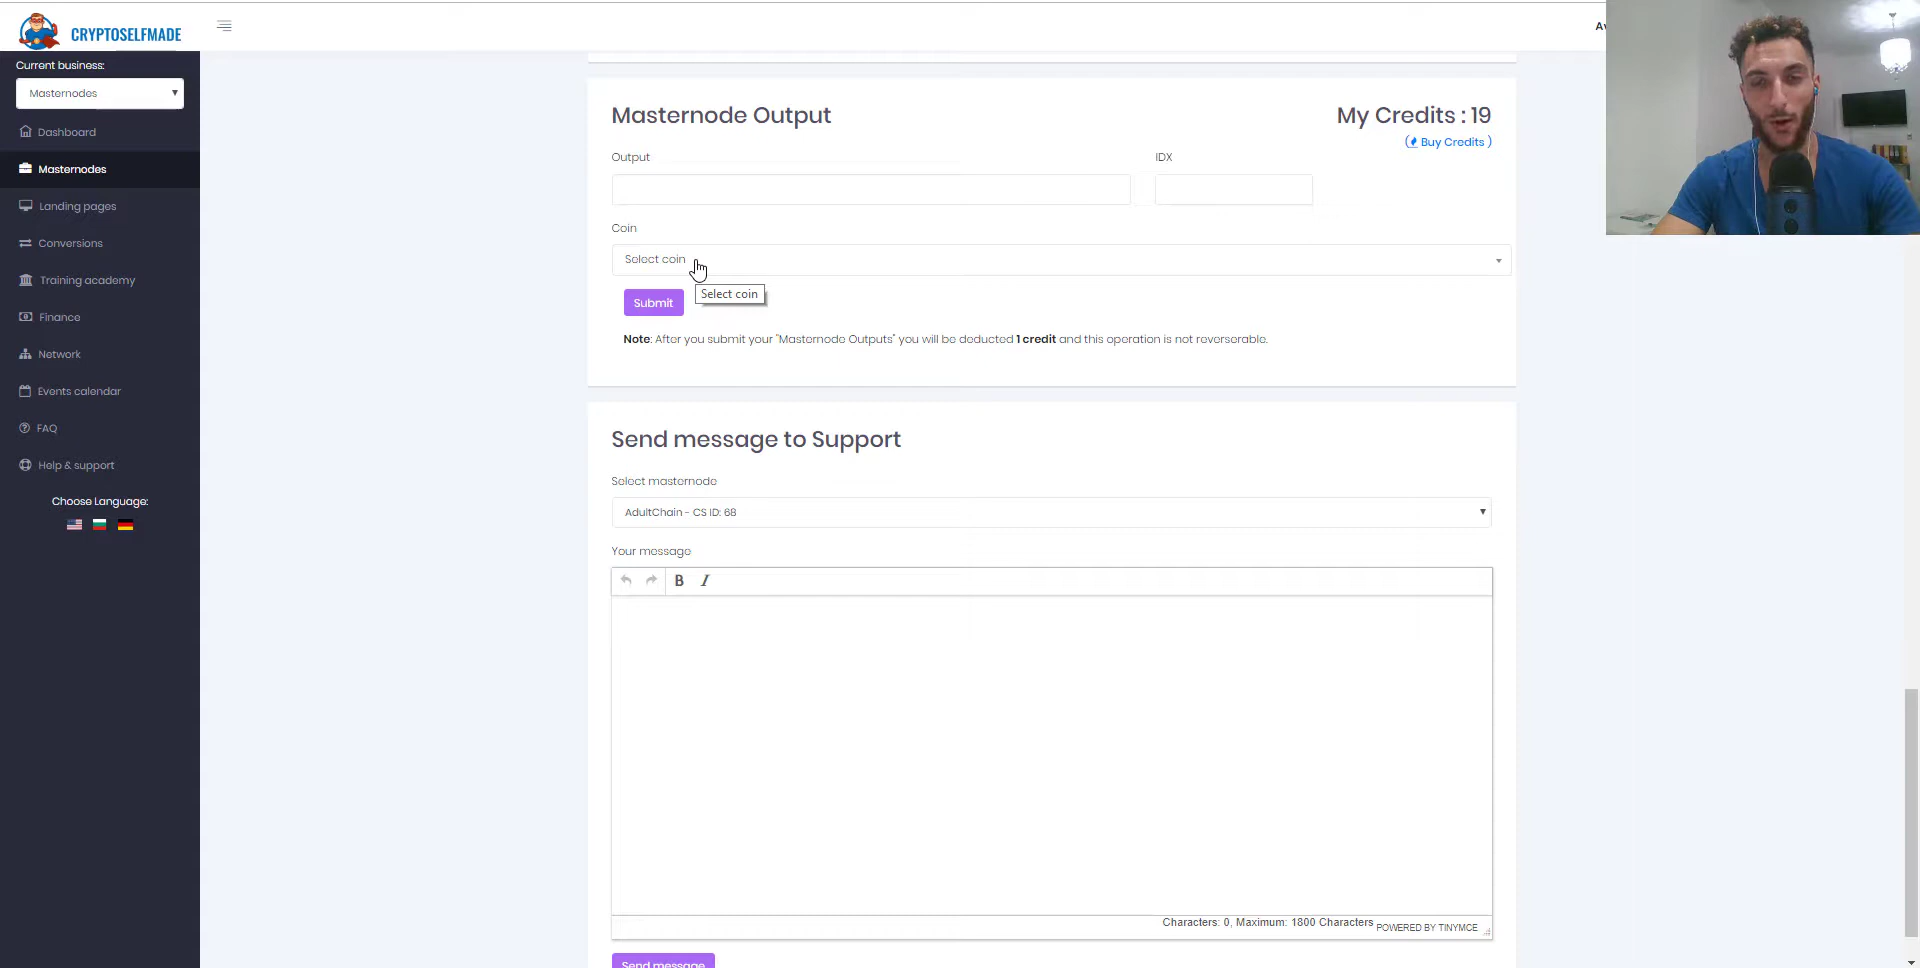 CRYPTOSELFMADE
Current business:
Masternodes
Dashboard
Masternodes
Landing pages
Conversions
Training academy
Finance
Network
Events calendar
FAQ
Help & support
Choose Language:
Masternode Output
My Credits : 19
( Buy Credits )
Output
IDX
Coin
Select coin
Submit
Select coin
Note: After you submit your "Masternode Outputs" you will be deducted 1 credit and this operation is not reverserable.
Send message to Support
Select masternode
AdultChain - CS ID: 68
Your message
B I
Characters: 0, Maximum: 1800 Characters
POWERED BY TINYMCE
Send message